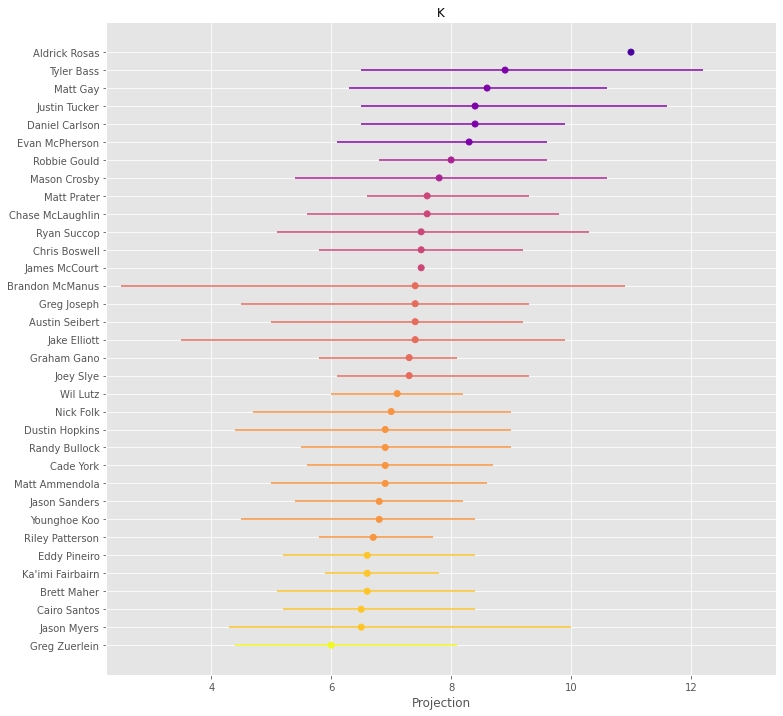 K
Aldrick Rosas
Tyler Bass
Matt Gay
Justin Tucker
Daniel Carlson
Evan McPherson
Robbie Gould
Mason Crosby
Matt Prater
Chase McLaughlin
Ryan Succop
Chris Boswell
James McCourt
Brandon McManus
Greg Joseph
Austin Seibert
Jake Elliott
Graham Gano
Joey Slye
Wil Lutz
Nick Folk
Dustin Hopkins
Randy Bullock
Cade York
Matt Ammendola
Jason Sanders
Younghoe Koo
Riley Patterson
Eddy Pineiro
Ka'imi Fairbairn
Brett Maher
Cairo Santos
Jason Myers
Greg Zuerlein
4 6 8 10 12
Projection